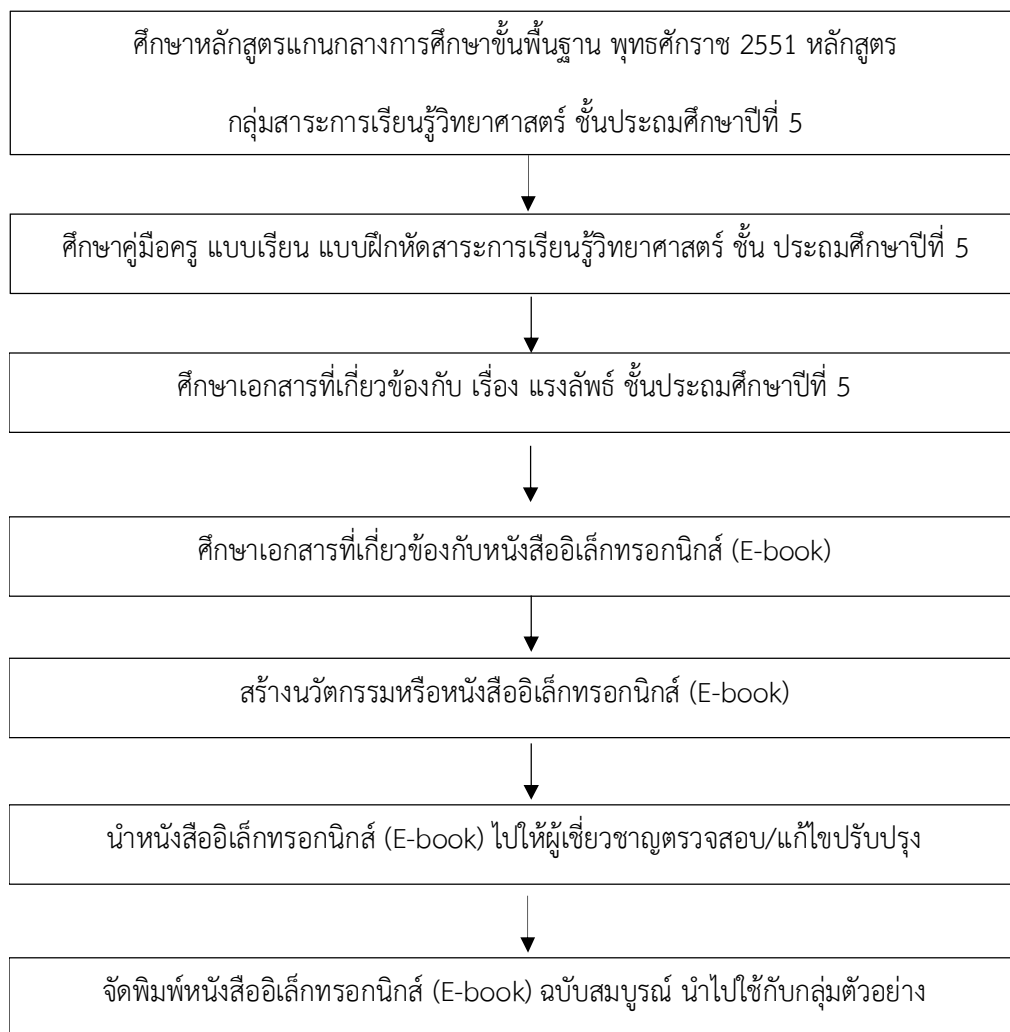 ศึกษาหลักสูตรแกนกลางการศึกษาขั้นพื้นฐาน พุทธศักราช 2551 หลักสูตร
กลุ่มสาระการเรียนรู้วิทยาศาสตร์ ชั้นประถมศึกษาปีที่ 5
ศึกษาคู่มือครู แบบเรียน แบบฝึกหัดสาระการเรียนรู้วิทยาศาสตร์ ชั้น ประถมศึกษาปีที่ 5
ศึกษาเอกสารที่เกี่ยวข้องกับ เรื่อง แรงลัพธ์ ชั้นประถมศึกษาปีที่ 5
ศึกษาเอกสารที่เกี่ยวข้องกับหนังสืออิเล็กทรอกนิกส์ (E-book)
สร้างนวัตกรรมหรือหนังสืออิเล็กทรอกนิกส์ (E-book)
นำหนังสืออิเล็กทรอกนิกส์ (E-book) ไปให้ผู้เชี่ยวชาญตรวจสอบ/แก้ไขปรับปรุง
จัดพิมพ์หนังสืออิเล็กทรอกนิกส์ (E-book) ฉบับสมบูรณ์ นำไปใช้กับกลุ่มตัวอย่าง